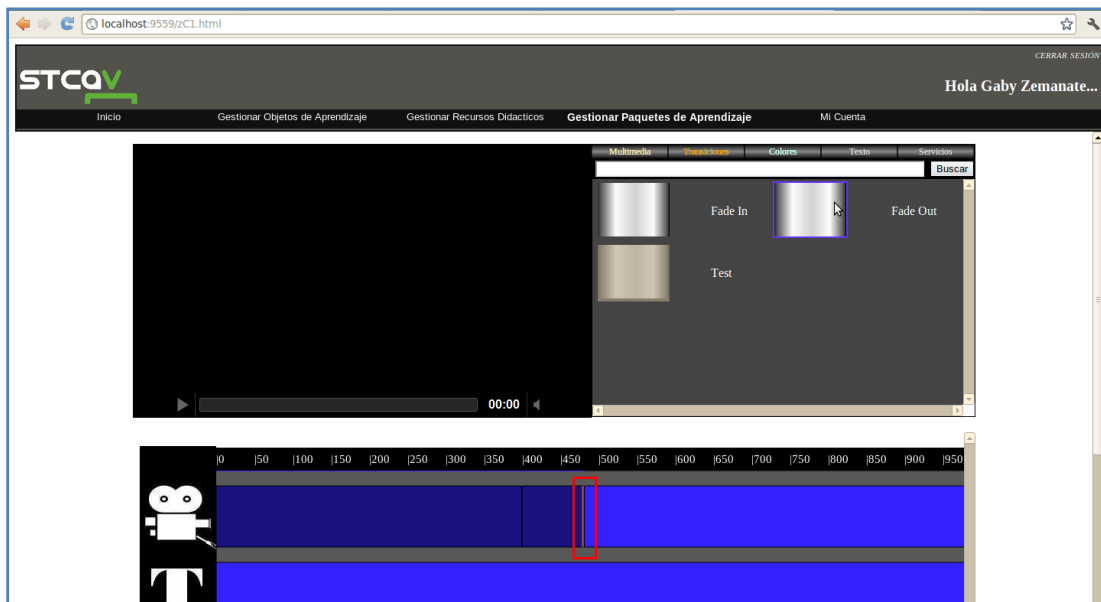 localhost:9559/zC1.html
CERRAR SESIÓN
STCAV
Hola Gaby Zemanate...
Inicio Gestionar Objetos de Aprendizaje Gestionar Recursos Didacticos Gestionar Paquetes de Aprendizaje Mi Cuenta
Multimedia Transiciones Colores Texto Servicios
Buscar
Fade In Fade Out
Test
00:00
|0 |50 |100 |150 |200 |250 |300 |350 |400 |450 |500 |550 |600 |650 |700 |750 |800 |850 |900 |950
T